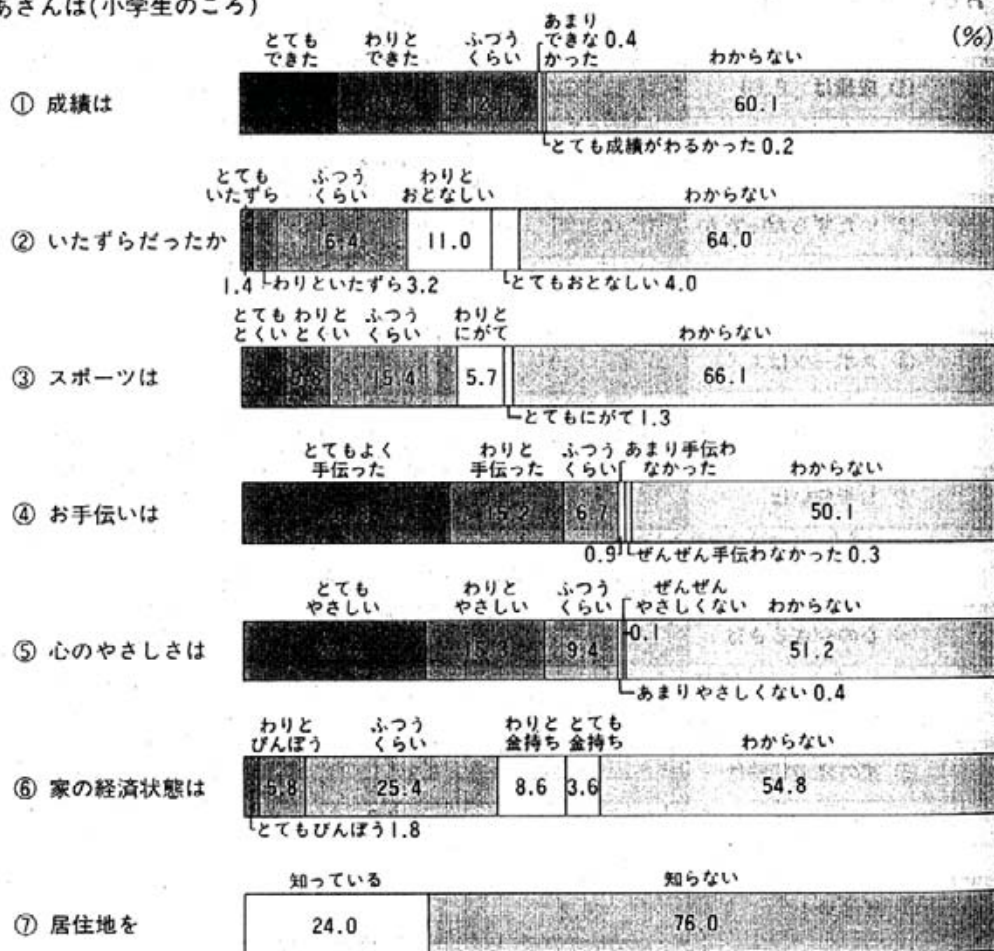 あさんは(小学生のころ)
(%)
とても できた わりと できた ふつう くらい あまり できな かった 0.4 わからない
① 成績は 60.1
とても成績がわるかった 0.2
とても いたずら ふつう くらい わりと おとなしい わからない
② いたずらだったか 16.4 11.0 64.0
1.4 わりといたずら 3.2 とてもおとなしい 4.0
とても とくい わりと とくい ふつう くらい わりと にがて わからない
③ スポーツは 15.4 5.7 66.1
とてもにがて 1.3
とてもよく 手伝った わりと 手伝った ふつう くらい あまり手伝わ なかった わからない
④ お手伝いは 15.2 6.7 50.1
0.9 ぜんぜん手伝わなかった 0.3
とても やさしい わりと やさしい ふつう くらい ぜんぜん やさしくない わからない
⑤ 心のやさしさは 15.3 9.4 0.1 51.2
あまりやさしくない 0.4
わりと びんぼう ふつう くらい わりと 金持ち とても 金持ち わからない
⑥ 家の経済状態は 5.8 25.4 8.6 3.6 54.8
とてもびんぼう 1.8
知っている 知らない
⑦ 居住地を 24.0 76.0